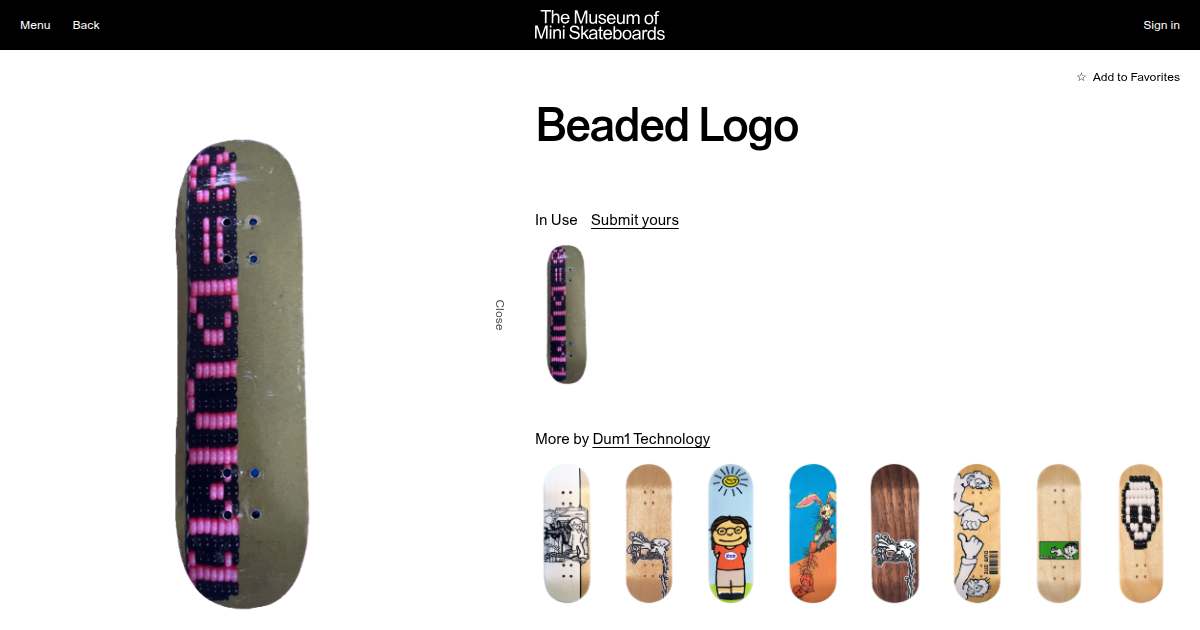 Menu
Back
The Museum of
Mini Skateboards
Sign in
☆ Add to Favorites
Beaded Logo
In Use
Submit yours
Close
More by Dum1 Technology